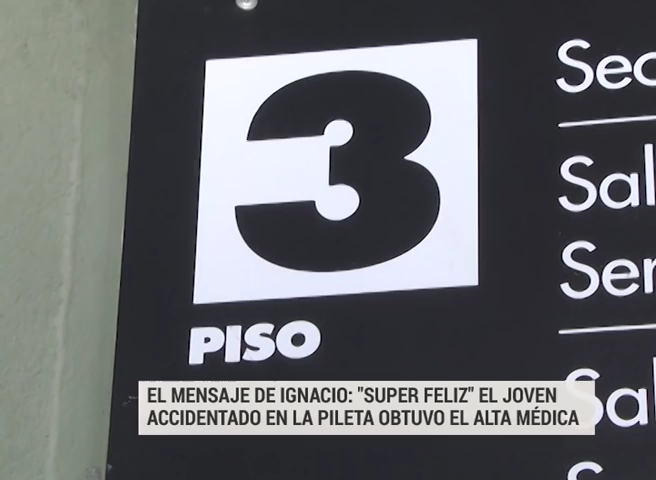 3
PISO
EL MENSAJE DE IGNACIO: "SUPER FELIZ" EL JOVEN
ACCIDENTADO EN LA PILETA OBTUVO EL ALTA MÉDICA